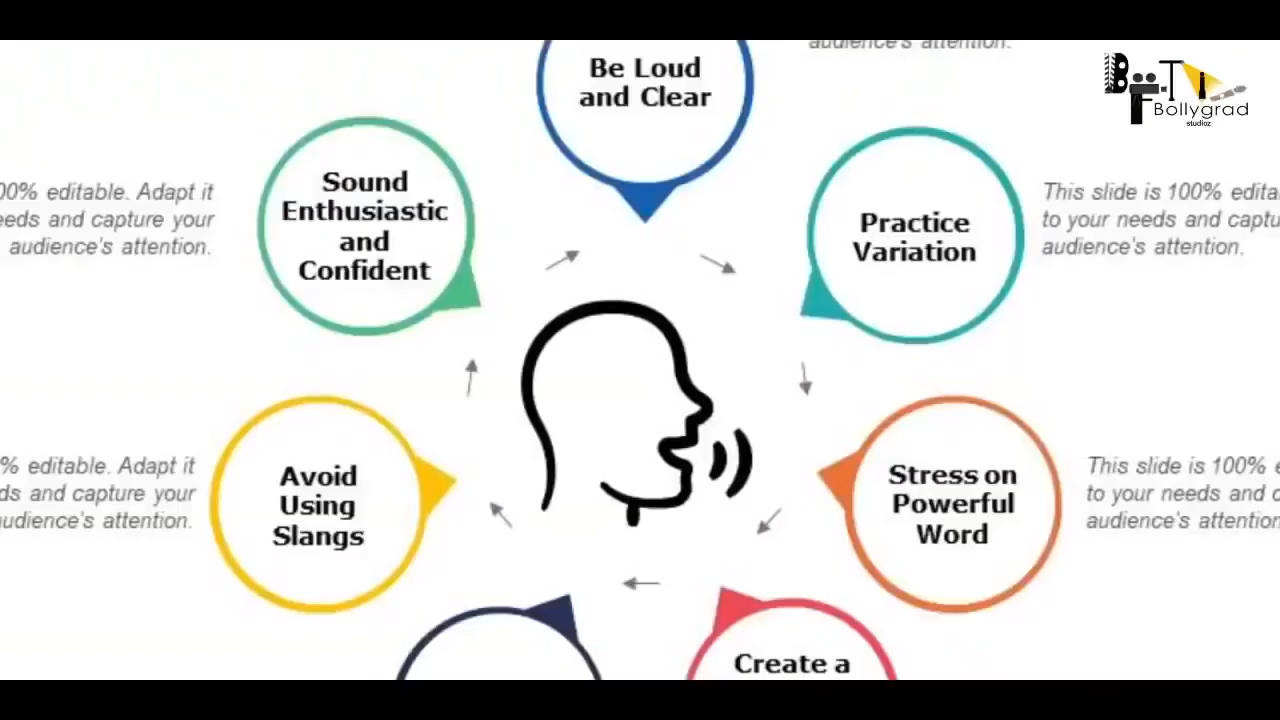 audience's attention.
BFTi
Bollygrad
studioz
Be Loud
and Clear
Sound
Enthusiastic
and
Confident
00% editable. Adapt it
eeds and capture your
audience's attention.
Practice
Variation
This slide is 100% edita
to your needs and captu
audience's attention.
Avoid
Using
Slangs
% editable. Adapt it
ds and capture your
audience's attention.
Stress on
Powerful
Word
This slide is 100% e
to your needs and c
audience's attention
Create a